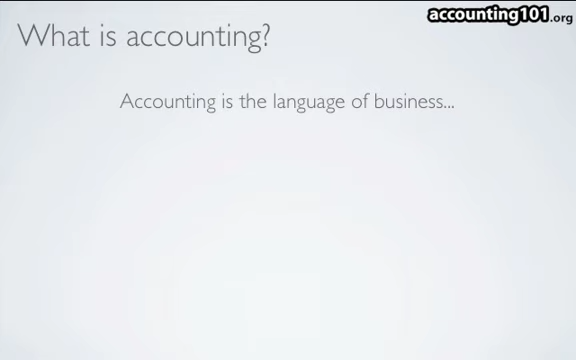 accounting101.org
What is accounting?
Accounting is the language of business...